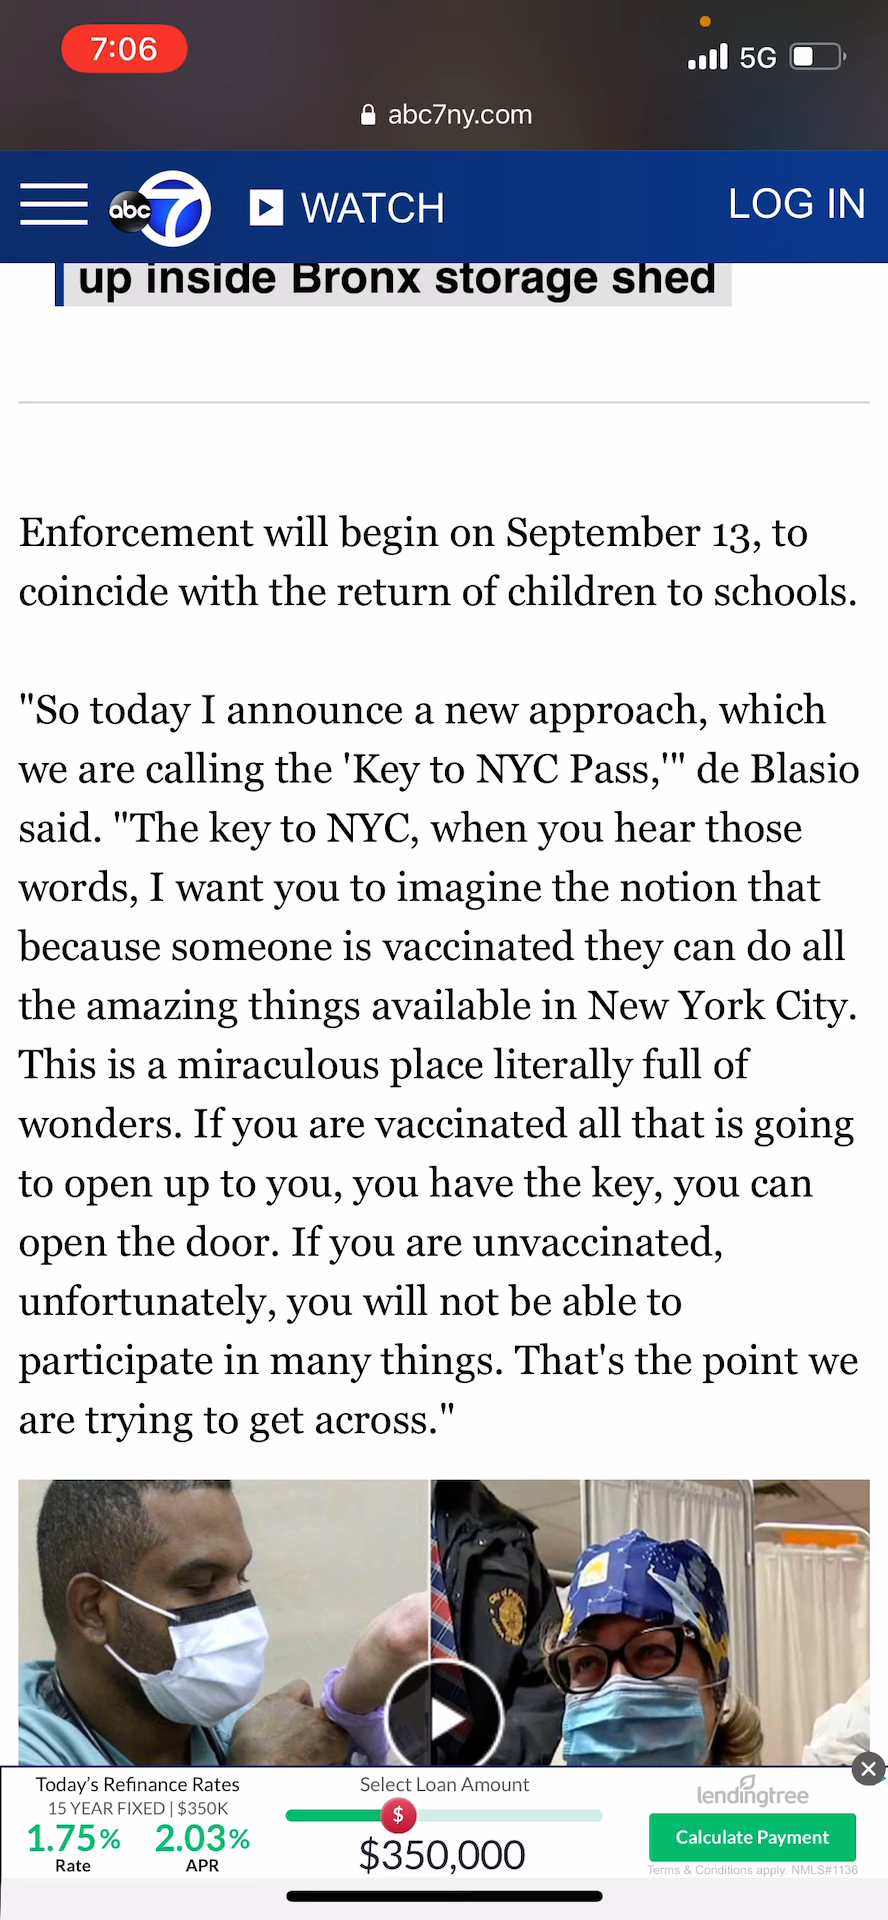 7:06
5G
abc7ny.com
abc 7
WATCH
LOG IN
up inside Bronx storage shed
Enforcement will begin on September 13, to
coincide with the return of children to schools.
"So today I announce a new approach, which
we are calling the 'Key to NYC Pass,'" de Blasio
said. "The key to NYC, when you hear those
words, I want you to imagine the notion that
because someone is vaccinated they can do all
the amazing things available in New York City.
This is a miraculous place literally full of
wonders. If you are vaccinated all that is going
to open up to you, you have the key, you can
open the door. If you are unvaccinated,
unfortunately, you will not be able to
participate in many things. That's the point we
are trying to get across."
Today's Refinance Rates
15 YEAR FIXED | $350K
1.75% 2.03%
Rate APR
Select Loan Amount
$
$350,000
lendingtree
Calculate Payment
Terms & Conditions apply. NMLS#1136